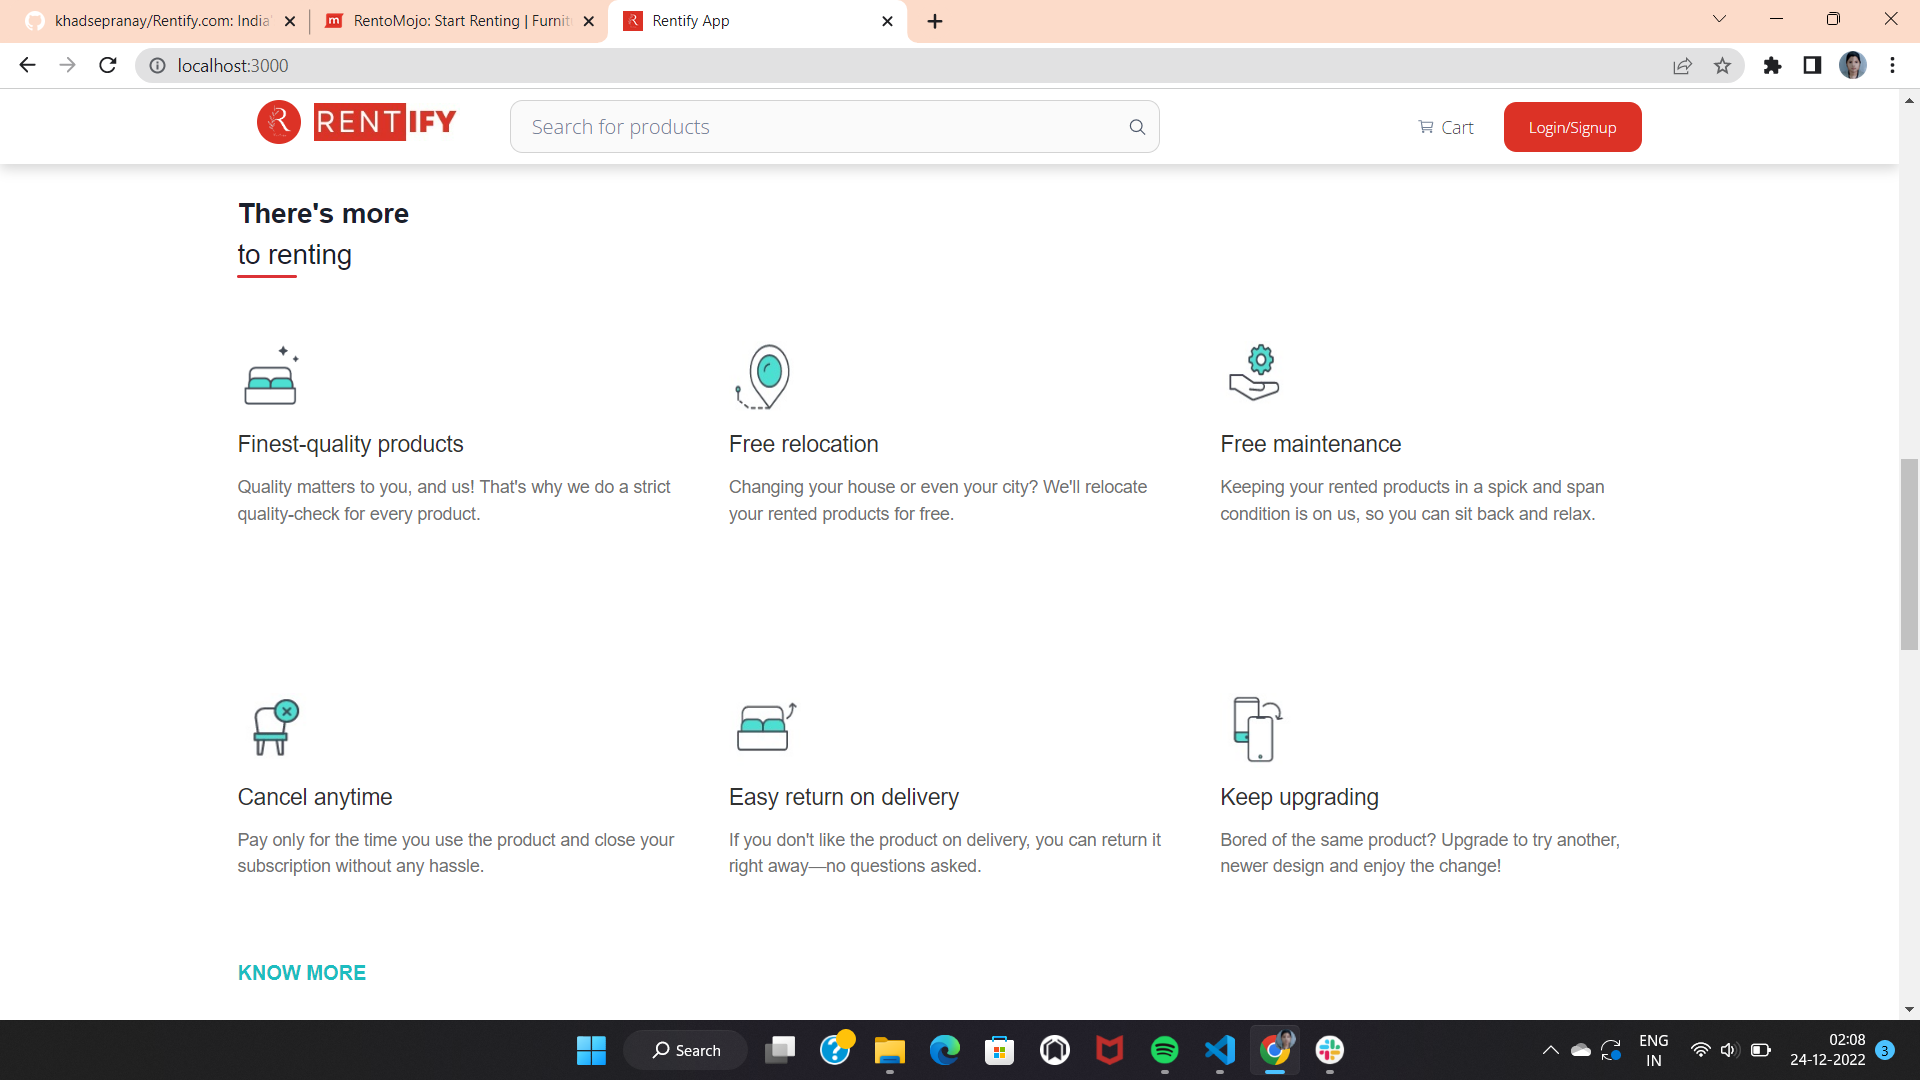 khadsepranay/Rentify.com: India'
RentoMojo: Start Renting | Furnit
Rentify App
localhost:3000
R RENTIFY
Search for products
Cart
Login/Signup
There's more
to renting
Finest-quality products
Free relocation
Free maintenance
Quality matters to you, and us! That's why we do a strict
quality-check for every product.
Changing your house or even your city? We'll relocate
your rented products for free.
Keeping your rented products in a spick and span
condition is on us, so you can sit back and relax.
Cancel anytime
Easy return on delivery
Keep upgrading
Pay only for the time you use the product and close your
subscription without any hassle.
If you don't like the product on delivery, you can return it
right away—no questions asked.
Bored of the same product? Upgrade to try another,
newer design and enjoy the change!
KNOW MORE
Search
ENG
IN
02:08
24-12-2022
3